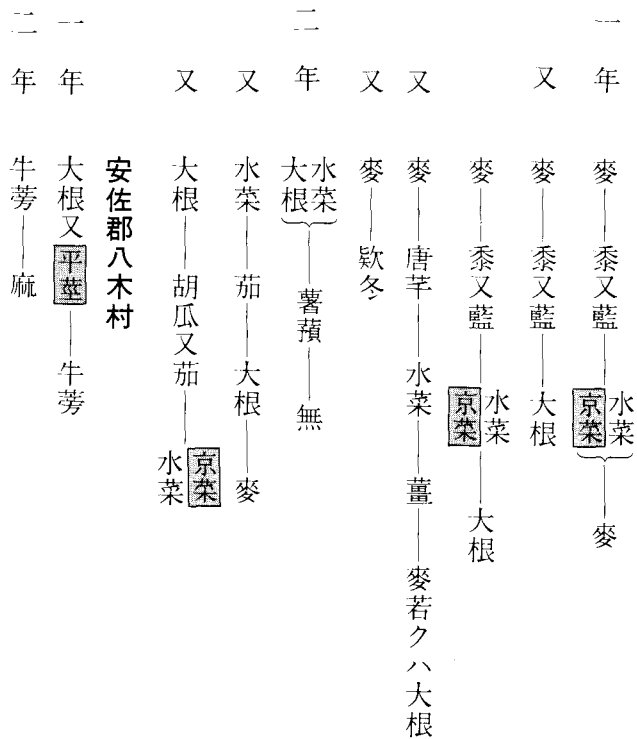 一年 麥――黍又藍――水菜 京菜――麥
又 麥――黍又藍――大根
麥――黍又藍――水菜 京菜――大根
又 麥――唐芋――水菜――薑――麥若クハ大根
又 麥――欵冬
二年 水菜 大根――薯蕷――無
又 水菜――茄――大根――麥
又 大根――胡瓜又茄――京菜 水菜
安佐郡八木村
一年 大根又平莖――牛蒡
二年 牛蒡――麻